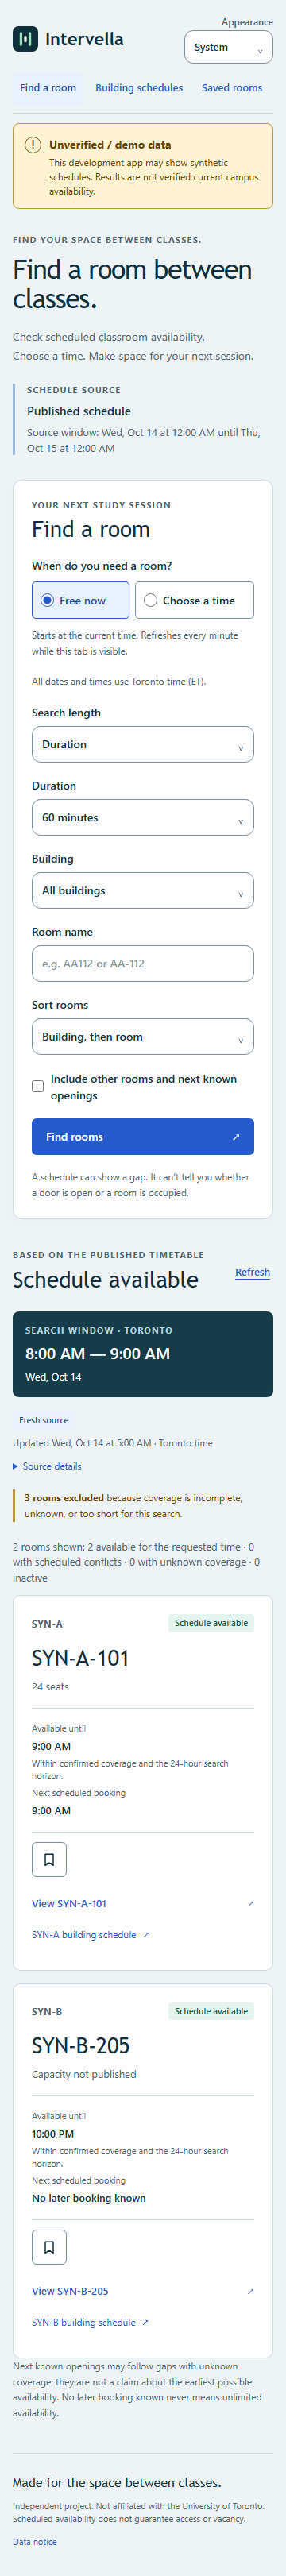 Appearance
Intervella
System
Find a room
Building schedules
Saved rooms
Unverified / demo data
This development app may show synthetic
schedules. Results are not verified current campus
availability.
FIND YOUR SPACE BETWEEN CLASSES.
Find a room between
classes.
Check scheduled classroom availability.
Choose a time. Make space for your next session.
SCHEDULE SOURCE
Published schedule
Source window: Wed, Oct 14 at 12:00 AM until Thu,
Oct 15 at 12:00 AM
YOUR NEXT STUDY SESSION
Find a room
When do you need a room?
Free now
Choose a time
Starts at the current time. Refreshes every minute
while this tab is visible.
All dates and times use Toronto time (ET).
Search length
Duration
Duration
60 minutes
Building
All buildings
Room name
e.g. AA112 or AA-112
Sort rooms
Building, then room
Include other rooms and next known
openings
Find rooms ↗
A schedule can show a gap. It can't tell you whether
a door is open or a room is occupied.
BASED ON THE PUBLISHED TIMETABLE
Schedule available
Refresh
SEARCH WINDOW · TORONTO
8:00 AM — 9:00 AM
Wed, Oct 14
Fresh source
Updated Wed, Oct 14 at 5:00 AM · Toronto time
▶ Source details
3 rooms excluded because coverage is incomplete,
unknown, or too short for this search.
2 rooms shown: 2 available for the requested time · 0
with scheduled conflicts · 0 with unknown coverage · 0
inactive
SYN-A
Schedule available
SYN-A-101
24 seats
Available until
9:00 AM
Within confirmed coverage and the 24-hour search
horizon.
Next scheduled booking
9:00 AM
View SYN-A-101 ↗
SYN-A building schedule ↗
SYN-B
Schedule available
SYN-B-205
Capacity not published
Available until
10:00 PM
Within confirmed coverage and the 24-hour search
horizon.
Next scheduled booking
No later booking known
View SYN-B-205 ↗
SYN-B building schedule ↗
Next known openings may follow gaps with unknown
coverage; they are not a claim about the earliest possible
availability. No later booking known never means unlimited
availability.
Made for the space between classes.
Independent project. Not affiliated with the University of Toronto.
Scheduled availability does not guarantee access or vacancy.
Data notice